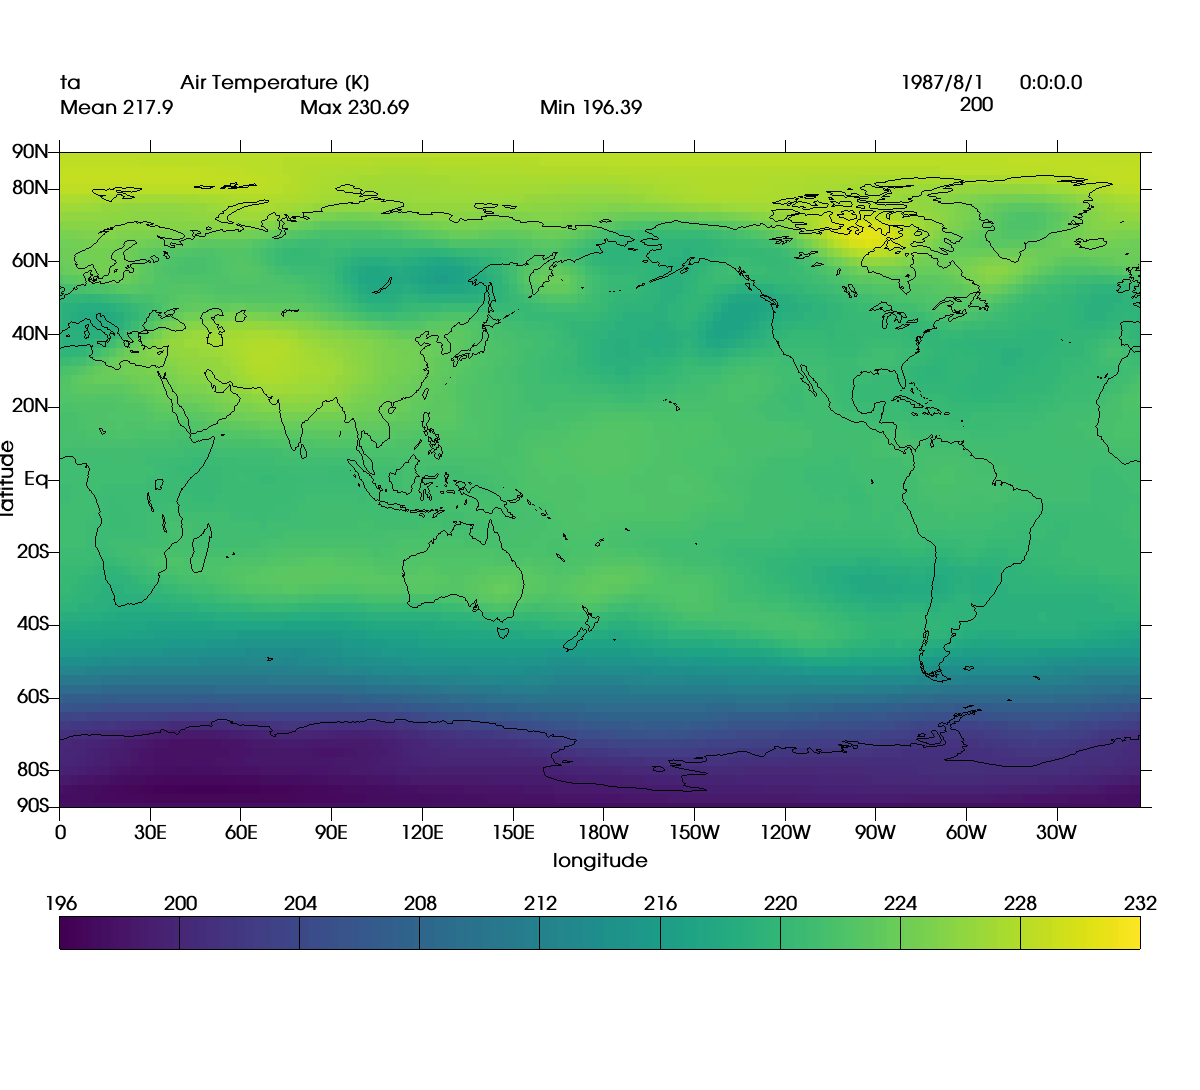 ta Air Temperature (K) 1987/8/1 0:0:0.0
Mean 217.9 Max 230.69 Min 196.39 200
90N
80N
60N
40N
20N
Eq
20S
40S
60S
80S
90S
latitude
0 30E 60E 90E 120E 150E 180W 150W 120W 90W 60W 30W
longitude
196 200 204 208 212 216 220 224 228 232